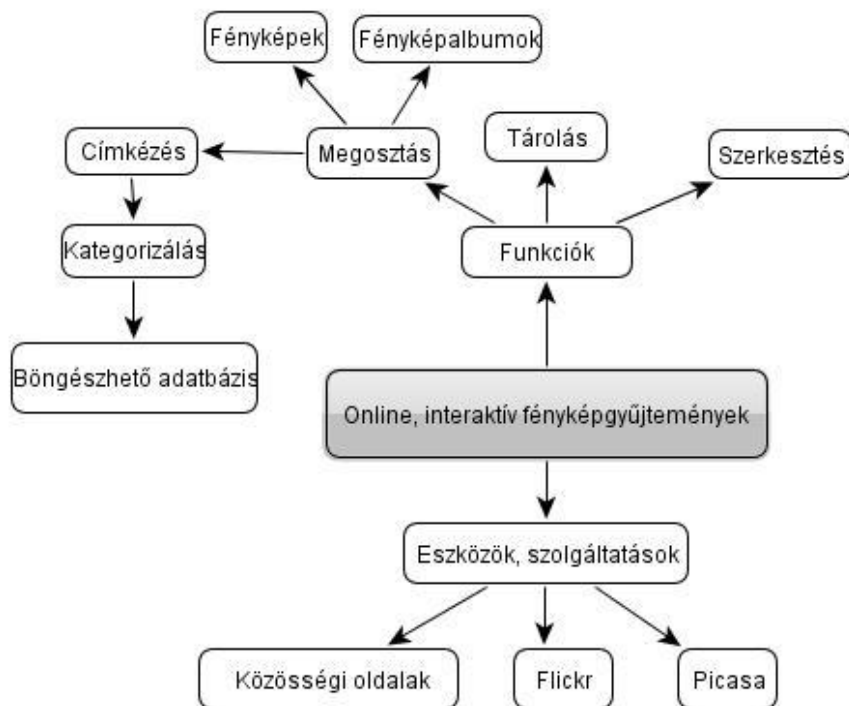 Fényképek
Fényképalbumok
Címkézés
Megosztás
Tárolás
Szerkesztés
Kategorizálás
Funkciók
Böngészhető adatbázis
Online, interaktív fényképgyűjtemények
Eszközök, szolgáltatások
Közösségi oldalak
Flickr
Picasa